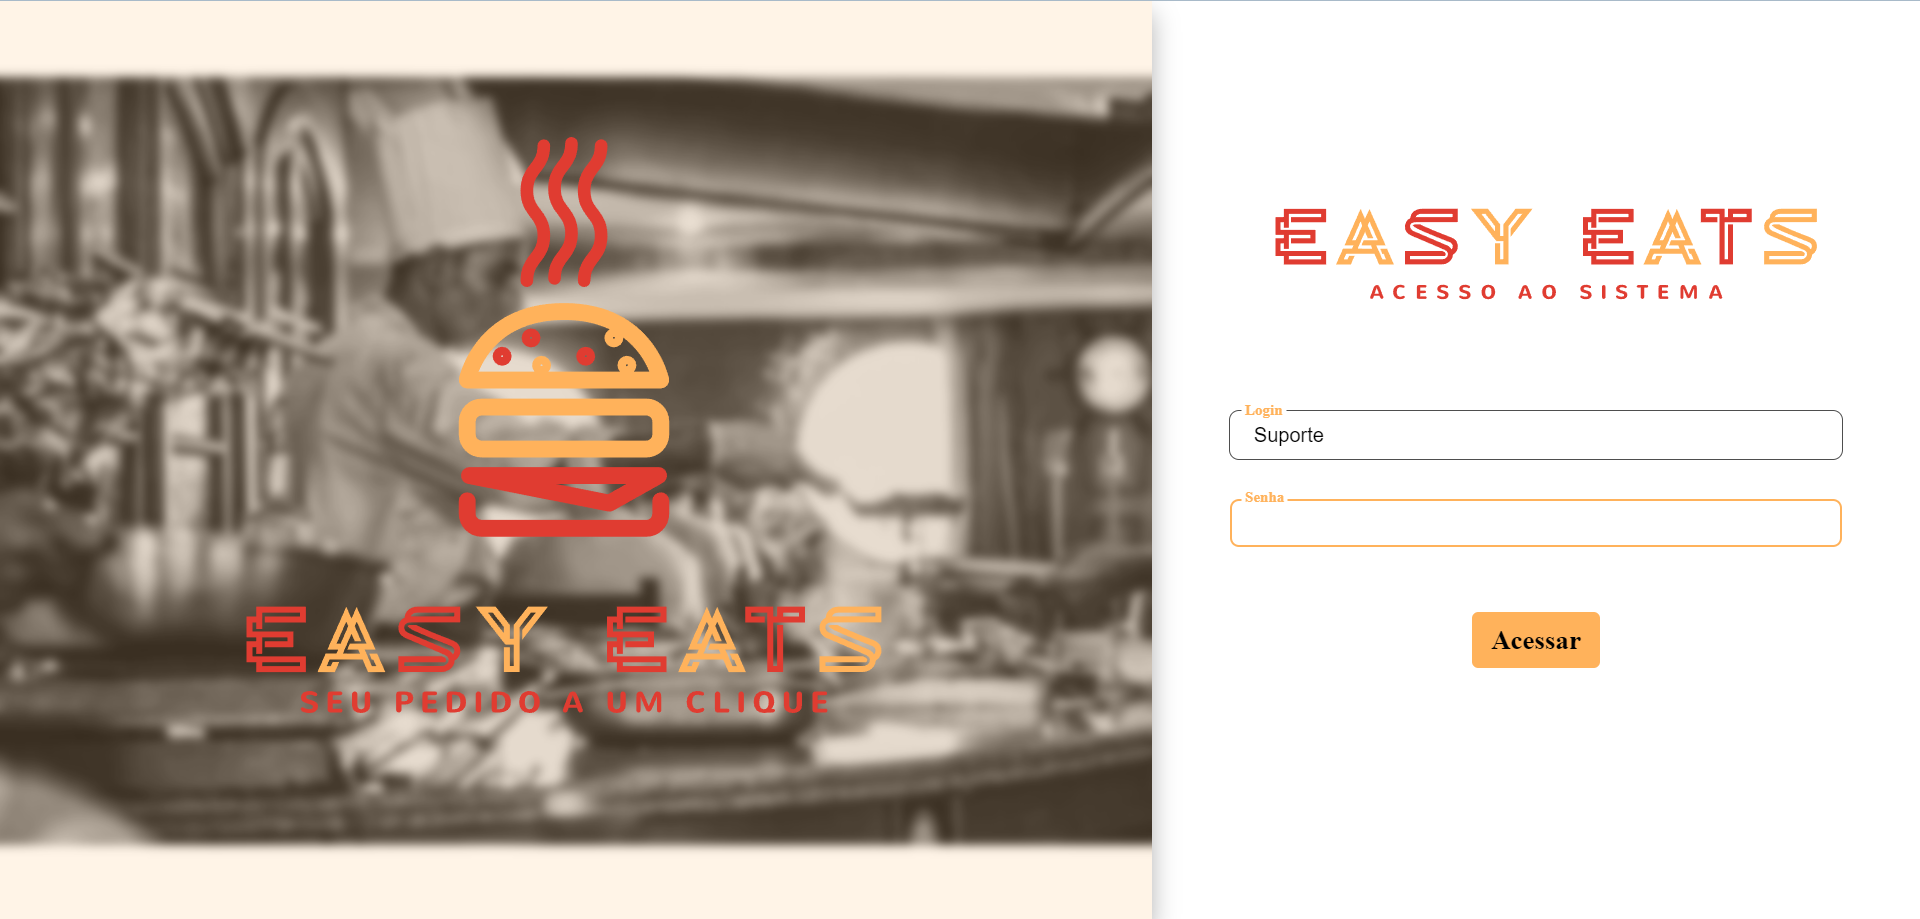 EASY EATS
SEU PEDIDO A UM CLIQUE
EASY EATS
ACESSO AO SISTEMA
Login
Suporte
Senha
Acessar